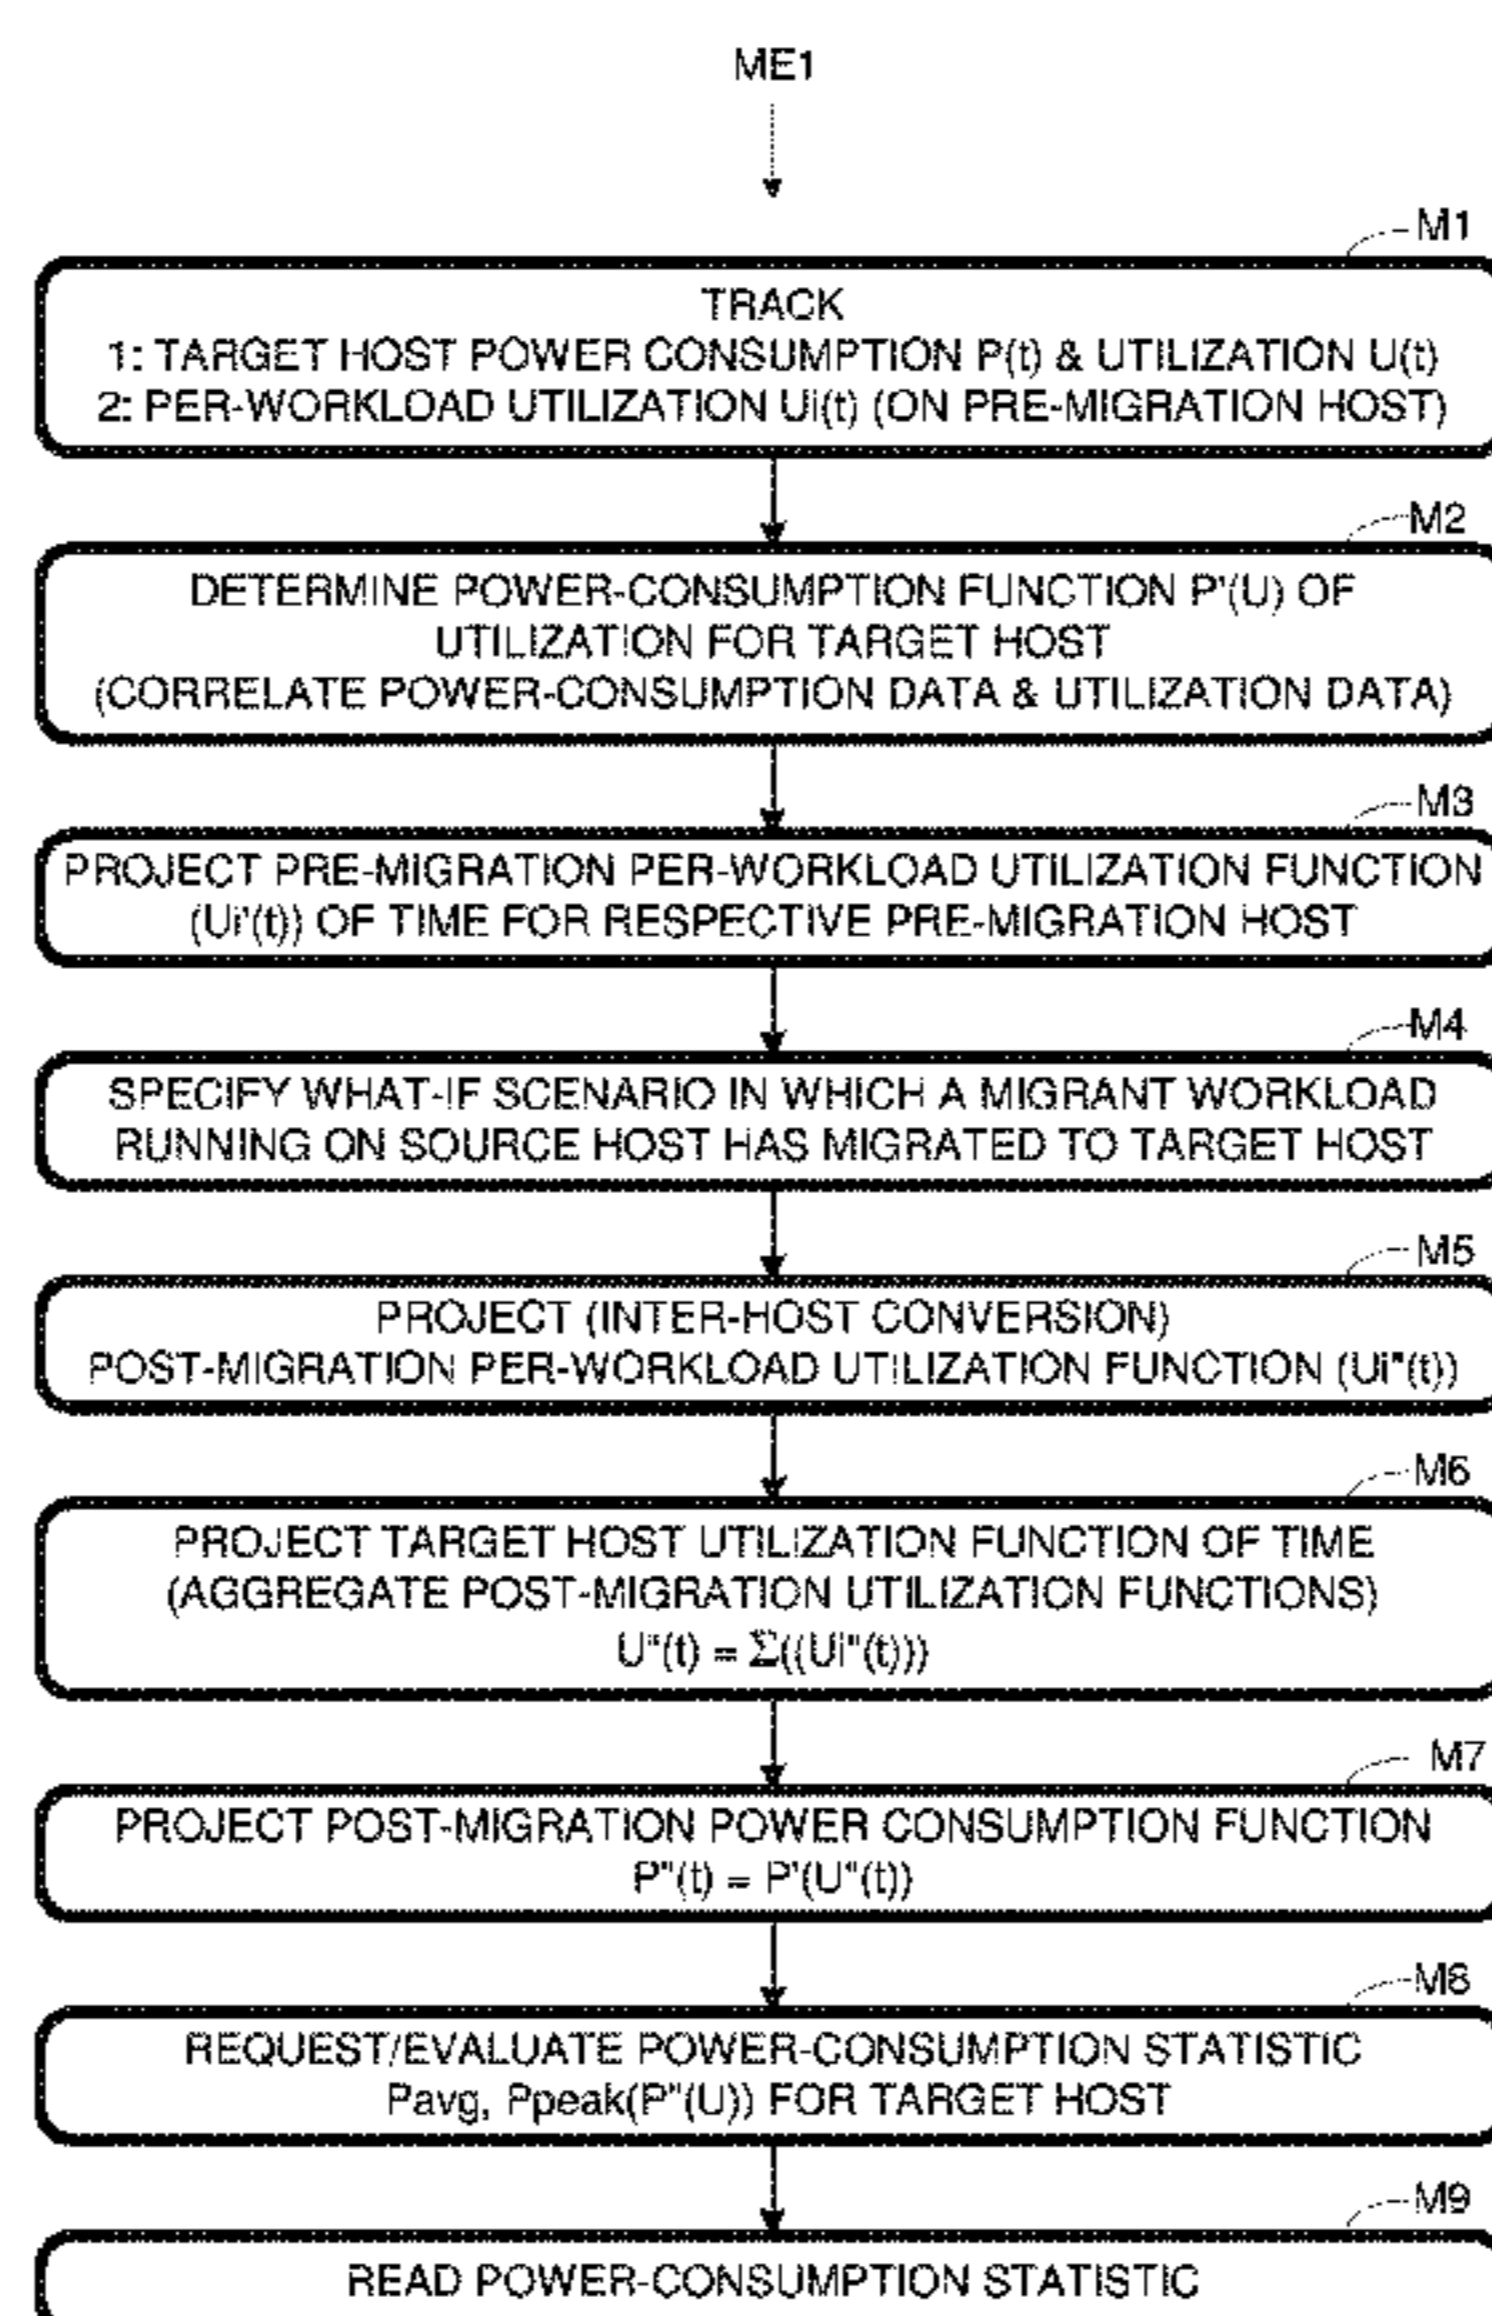 ME1
M1
TRACK
1: TARGET HOST POWER CONSUMPTION P(t) & UTILIZATION U(t)
2: PER-WORKLOAD UTILIZATION Ui(t) (ON PRE-MIGRATION HOST)
M2
DETERMINE POWER-CONSUMPTION FUNCTION P'(U) OF
UTILIZATION FOR TARGET HOST
(CORRELATE POWER-CONSUMPTION DATA & UTILIZATION DATA)
M3
PROJECT PRE-MIGRATION PER-WORKLOAD UTILIZATION FUNCTION
(Ui'(t)) OF TIME FOR RESPECTIVE PRE-MIGRATION HOST
M4
SPECIFY WHAT-IF SCENARIO IN WHICH A MIGRANT WORKLOAD
RUNNING ON SOURCE HOST HAS MIGRATED TO TARGET HOST
M5
PROJECT (INTER-HOST CONVERSION)
POST-MIGRATION PER-WORKLOAD UTILIZATION FUNCTION (Ui"(t))
M6
PROJECT TARGET HOST UTILIZATION FUNCTION OF TIME
(AGGREGATE POST-MIGRATION UTILIZATION FUNCTIONS)
U"(t) = Σ((Ui"(t)))
M7
PROJECT POST-MIGRATION POWER CONSUMPTION FUNCTION
P"(t) = P'(U"(t))
M8
REQUEST/EVALUATE POWER-CONSUMPTION STATISTIC
Pavg, Ppeak(P"(U)) FOR TARGET HOST
M9
READ POWER-CONSUMPTION STATISTIC